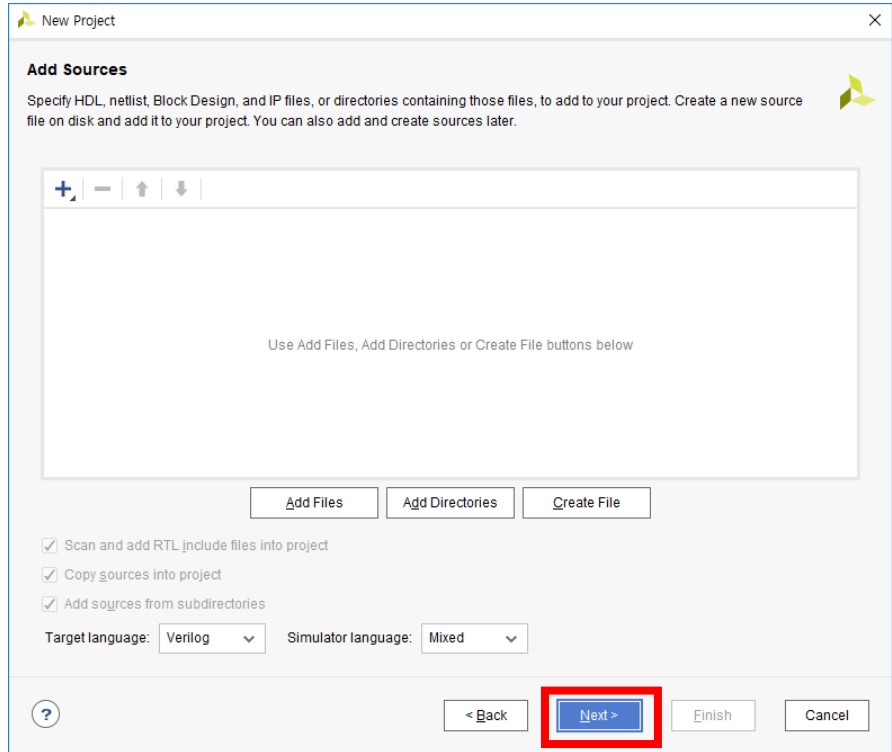 New Project
Add Sources
Specify HDL, netlist, Block Design, and IP files, or directories containing those files, to add to your project. Create a new source
file on disk and add it to your project. You can also add and create sources later.
Use Add Files, Add Directories or Create File buttons below
Add Files Add Directories Create File
Scan and add RTL include files into project
Copy sources into project
Add sources from subdirectories
Target language: Verilog Simulator language: Mixed
? < Back Next > Finish Cancel